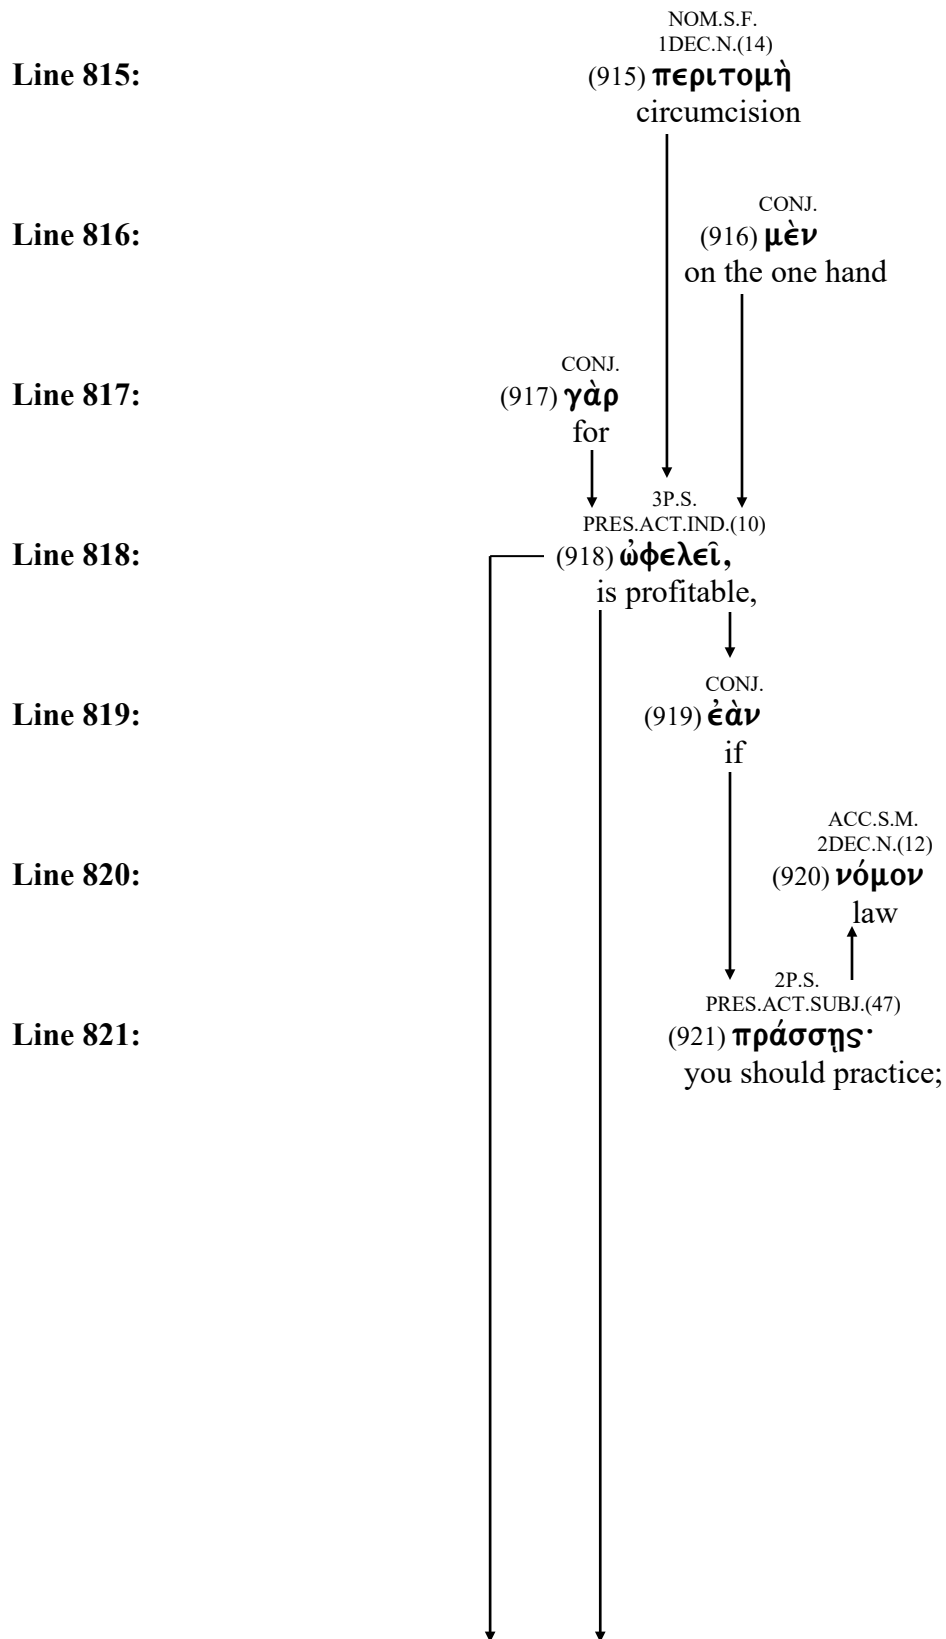 NOM.S.F.
1DEC.N.(14)
Line 815: (915) περιτομὴ
circumcision
CONJ.
Line 816: (916) μὲν
on the one hand
CONJ.
Line 817: (917) γὰρ
for
3P.S.
PRES.ACT.IND.(10)
Line 818: (918) ὠφελεῖ,
is profitable,
CONJ.
Line 819: (919) ἐὰν
if
ACC.S.M.
2DEC.N.(12)
Line 820: (920) νόμον
law
2P.S.
PRES.ACT.SUBJ.(47)
Line 821: (921) πράσσῃς·
you should practice;